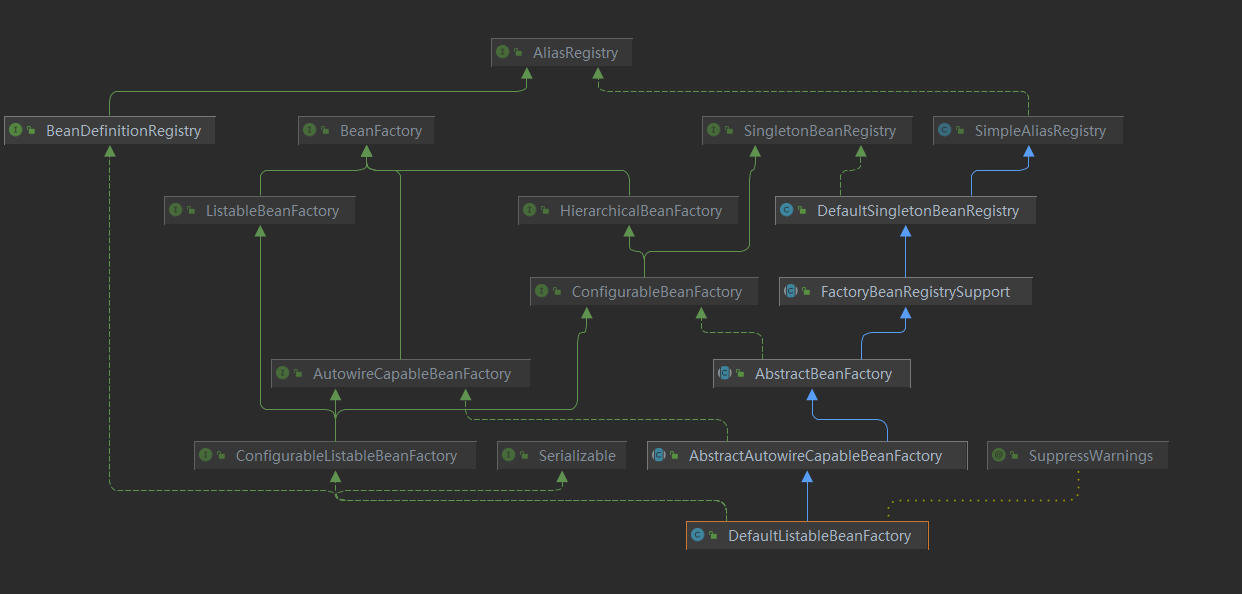 AliasRegistry
BeanDefinitionRegistry
BeanFactory
SingletonBeanRegistry
SimpleAliasRegistry
ListableBeanFactory
HierarchicalBeanFactory
DefaultSingletonBeanRegistry
ConfigurableBeanFactory
FactoryBeanRegistrySupport
AutowireCapableBeanFactory
AbstractBeanFactory
ConfigurableListableBeanFactory
Serializable
AbstractAutowireCapableBeanFactory
SuppressWarnings
DefaultListableBeanFactory